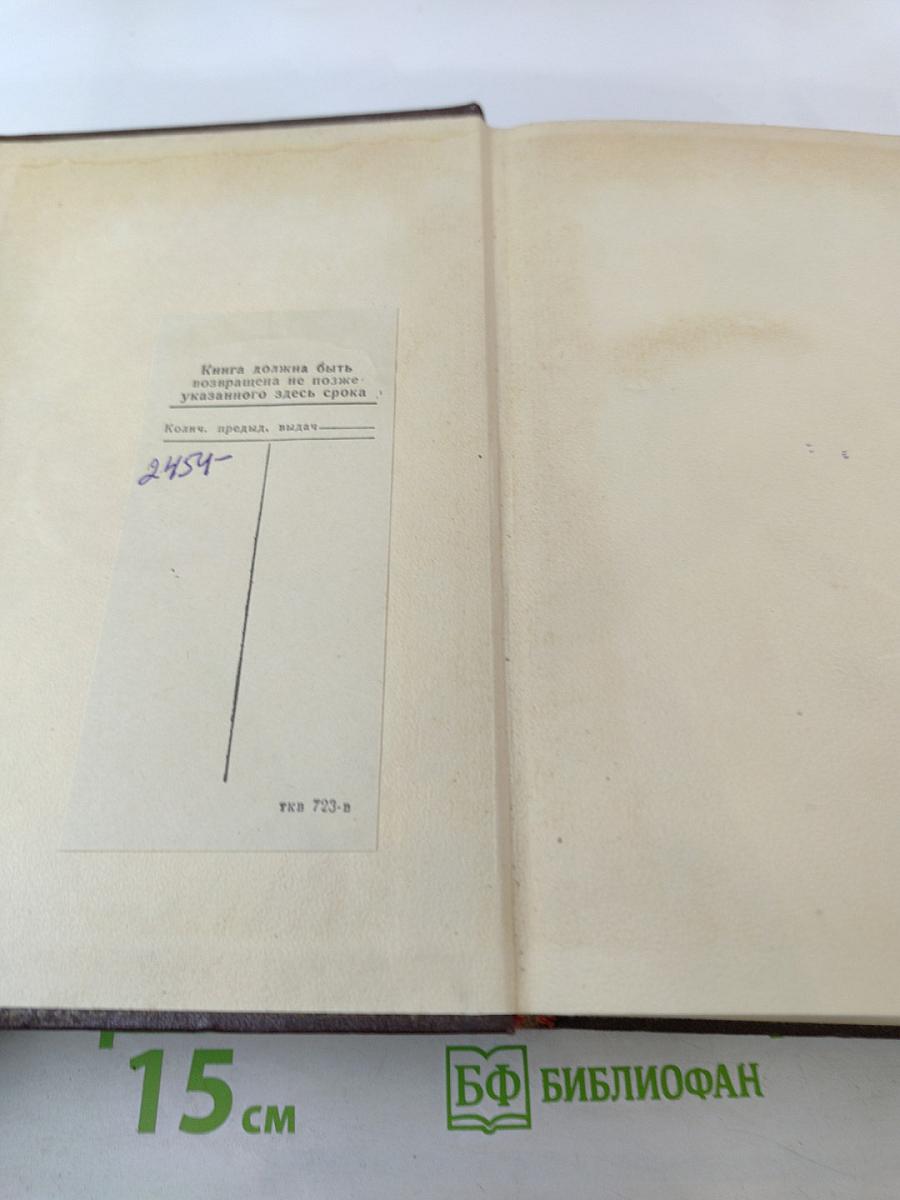 Книга должна быть
возвращена не позже
указанного здесь срока
Колич. предыд. выдач
2454-
ткв 723-в
15 см
БФ БИБЛИОФАН